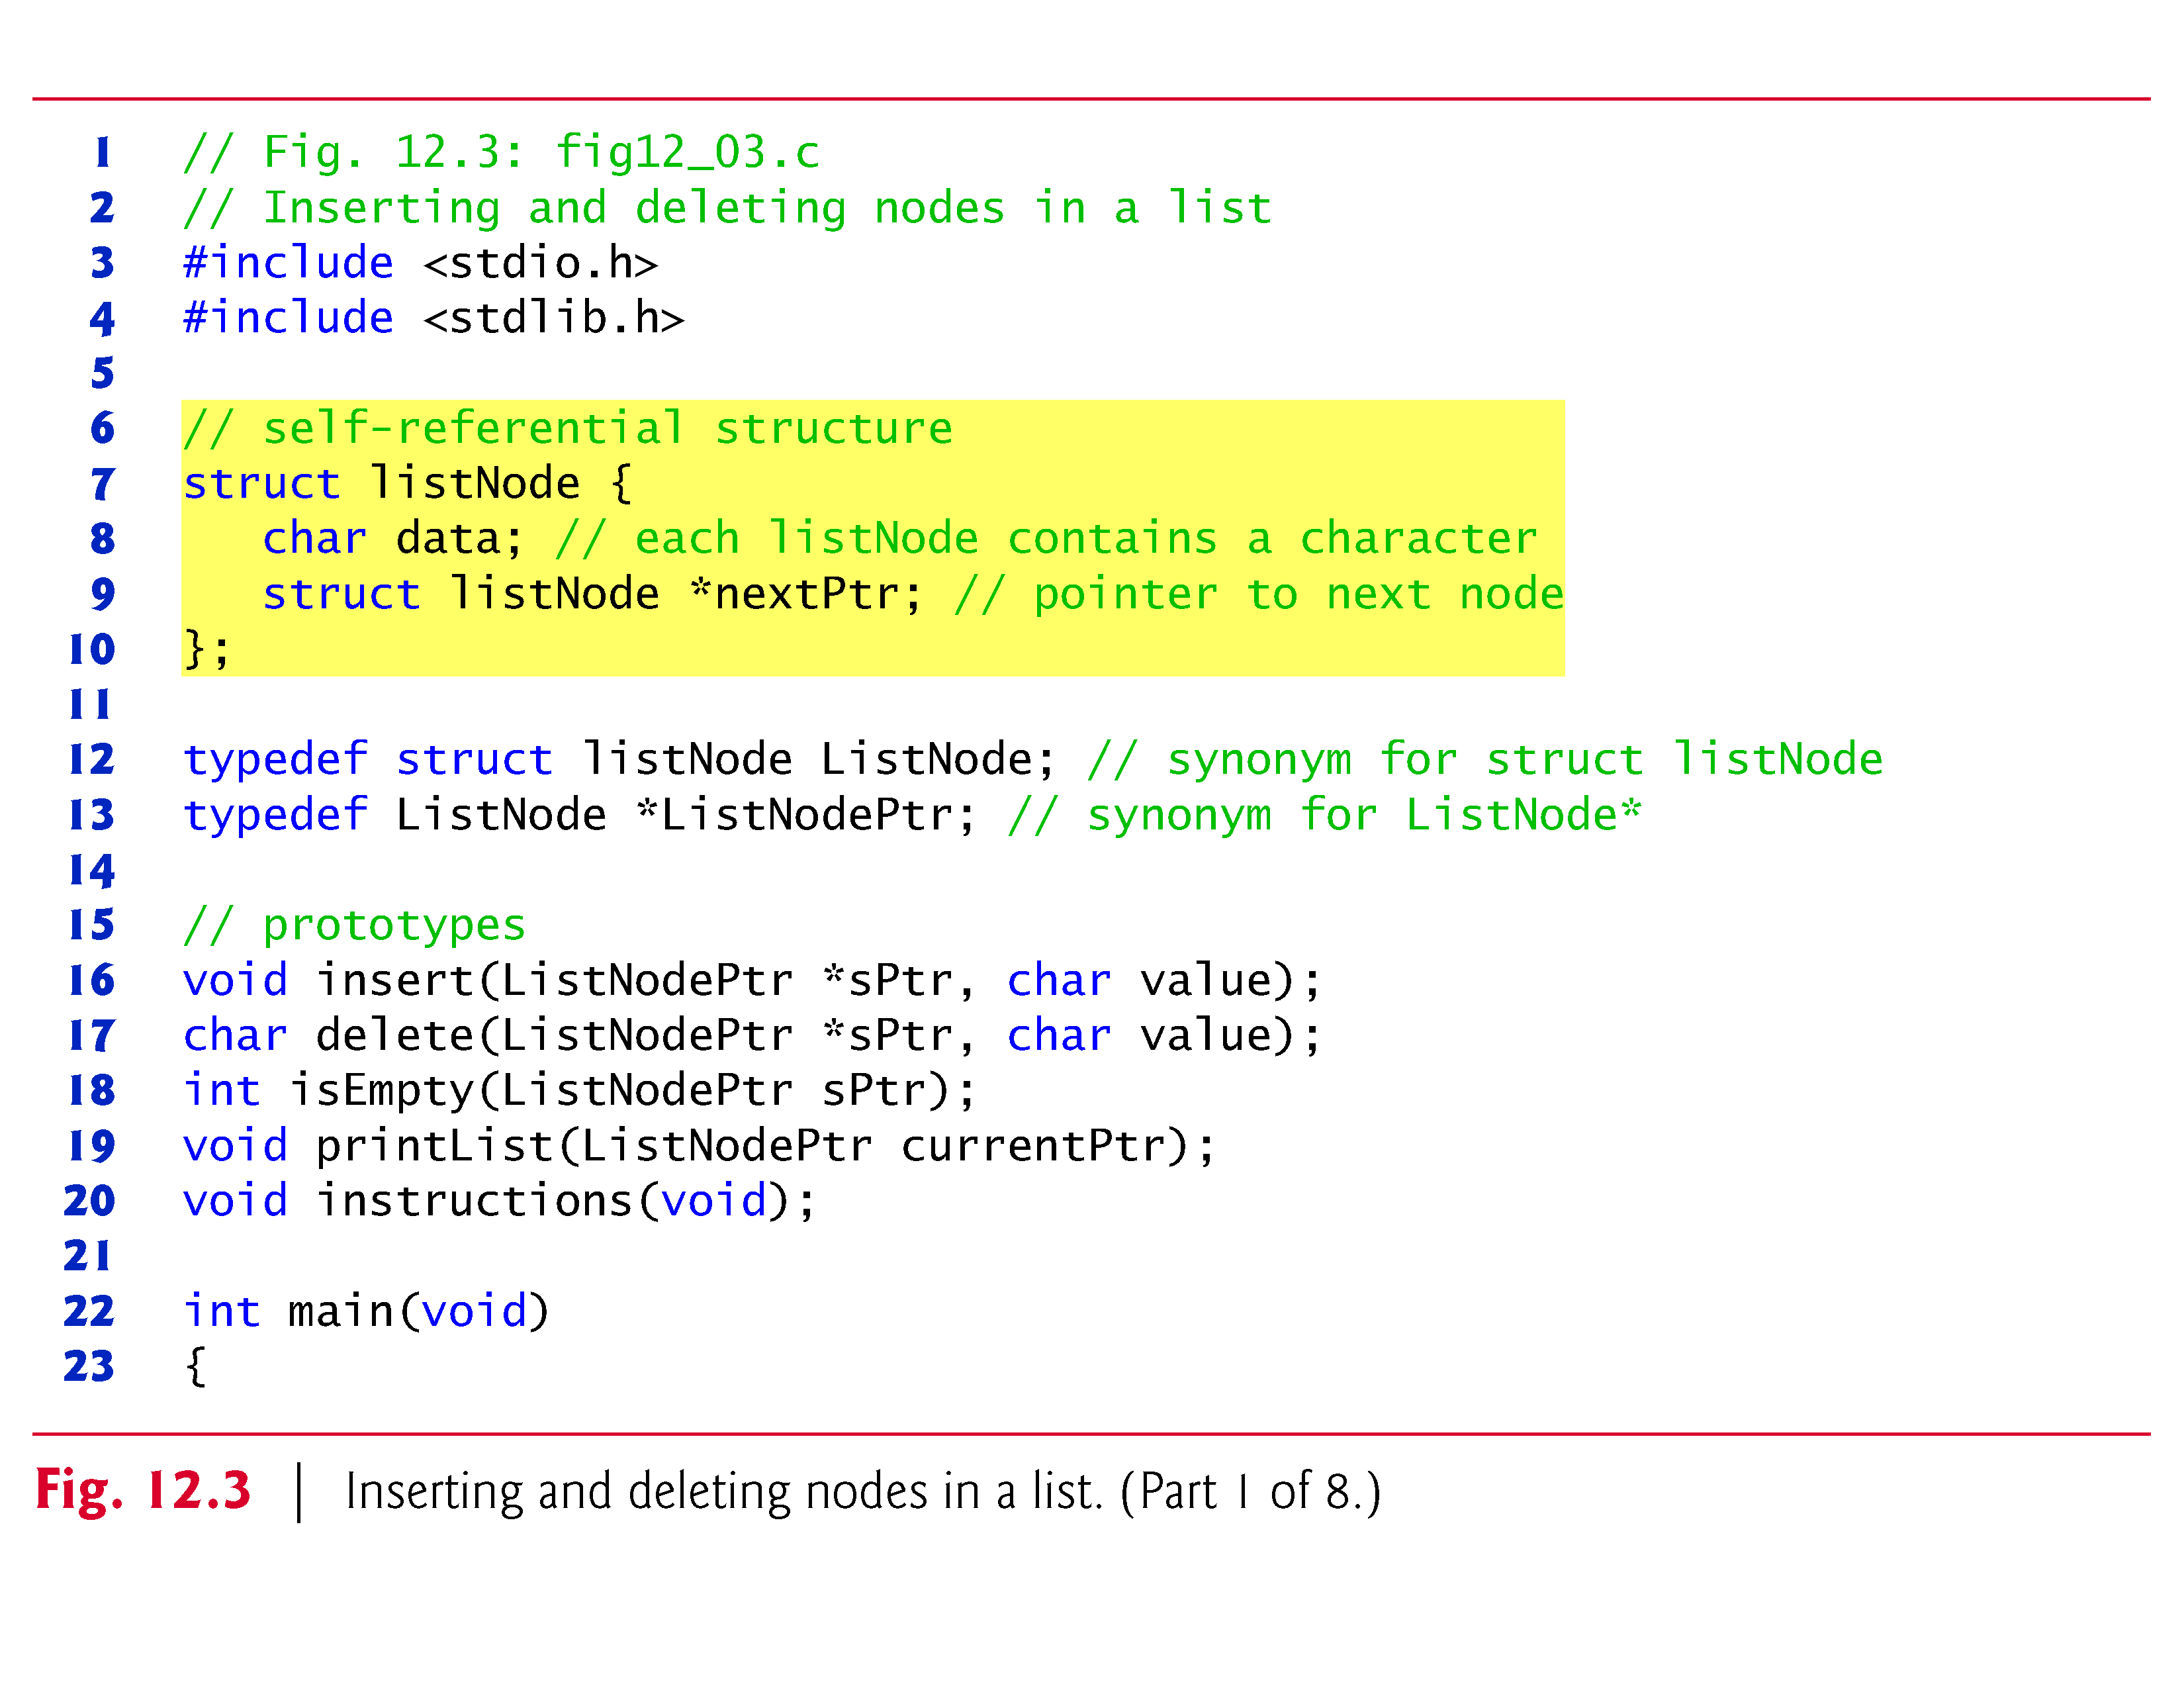 1 // Fig. 12.3: fig12_03.c
2 // Inserting and deleting nodes in a list
3 #include <stdio.h>
4 #include <stdlib.h>
5
6 // self-referential structure
7 struct listNode {
8    char data; // each listNode contains a character
9    struct listNode *nextPtr; // pointer to next node
10 };
11
12 typedef struct listNode ListNode; // synonym for struct listNode
13 typedef ListNode *ListNodePtr; // synonym for ListNode*
14
15 // prototypes
16 void insert(ListNodePtr *sPtr, char value);
17 char delete(ListNodePtr *sPtr, char value);
18 int isEmpty(ListNodePtr sPtr);
19 void printList(ListNodePtr currentPtr);
20 void instructions(void);
21
22 int main(void)
23 {
Fig. 12.3 | Inserting and deleting nodes in a list. (Part 1 of 8.)